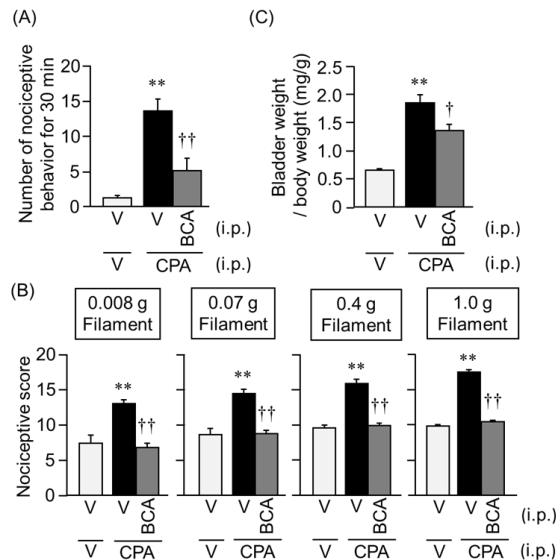 (A)
Number of nociceptive
behavior for 30 min
20
15
10
5
0
**
††
V
V
BCA
(i.p.)
V
CPA
(i.p.)
(C)
Bladder weight
/ body weight (mg/g)
2.5
2.0
1.5
1.0
0.5
0.0
**
†
V
V
BCA
(i.p.)
V
CPA
(i.p.)
(B)
0.008 g
Filament
0.07 g
Filament
0.4 g
Filament
1.0 g
Filament
Nociceptive score
20
15
10
5
0
**
††
**
††
**
††
**
††
V
V
BCA
V
V
BCA
V
V
BCA
V
V
BCA
(i.p.)
V
CPA
V
CPA
V
CPA
V
CPA
(i.p.)